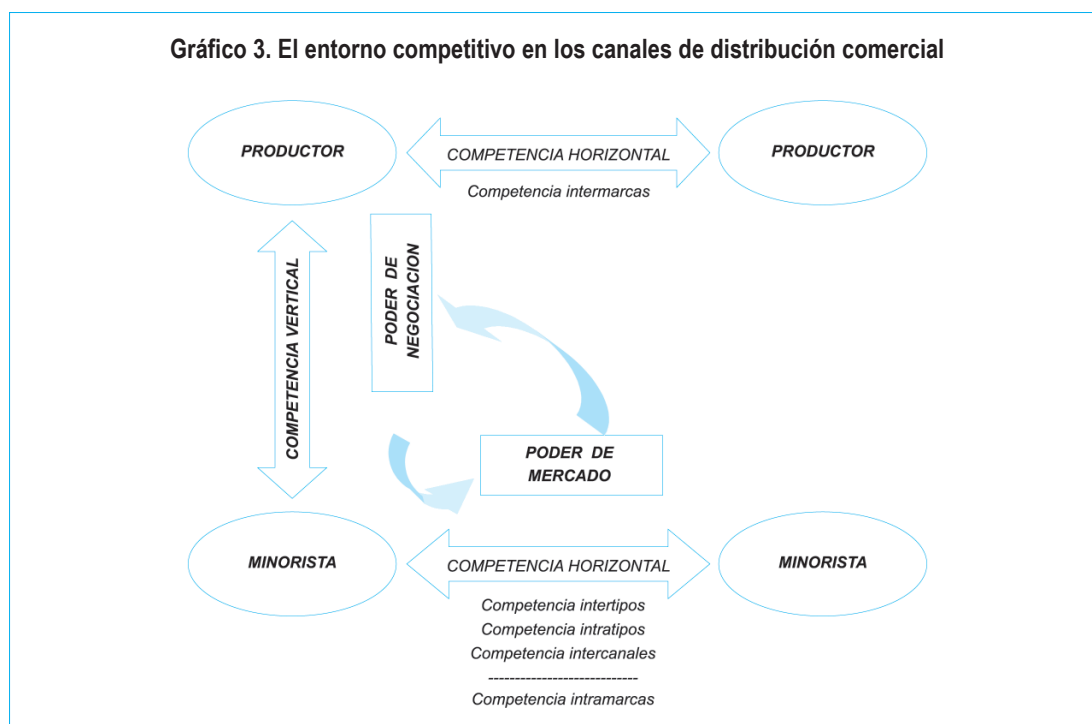 Gráfico 3. El entorno competitivo en los canales de distribución comercial
PRODUCTOR
COMPETENCIA HORIZONTAL
Competencia intermarcas
PRODUCTOR
COMPETENCIA VERTICAL
PODER DE
NEGOCIACION
PODER DE
MERCADO
MINORISTA
COMPETENCIA HORIZONTAL
Competencia intertipos
Competencia intratipos
Competencia intercanales
---------------------------
Competencia intramarcas
MINORISTA